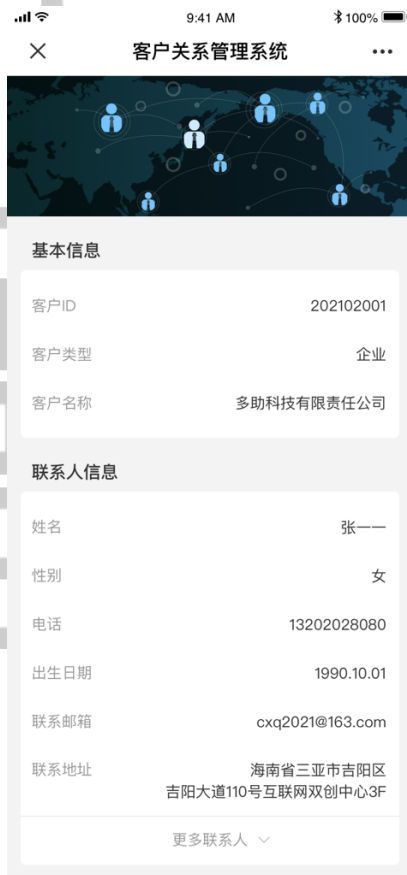 9:41 AM
100%
客户关系管理系统
基本信息
客户ID 202102001
客户类型 企业
客户名称 多助科技有限责任公司
联系人信息
姓名 张一一
性别 女
电话 13202028080
出生日期 1990.10.01
联系邮箱 cxq2021@163.com
联系地址 海南省三亚市吉阳区
吉阳大道110号互联网双创中心3F
更多联系人